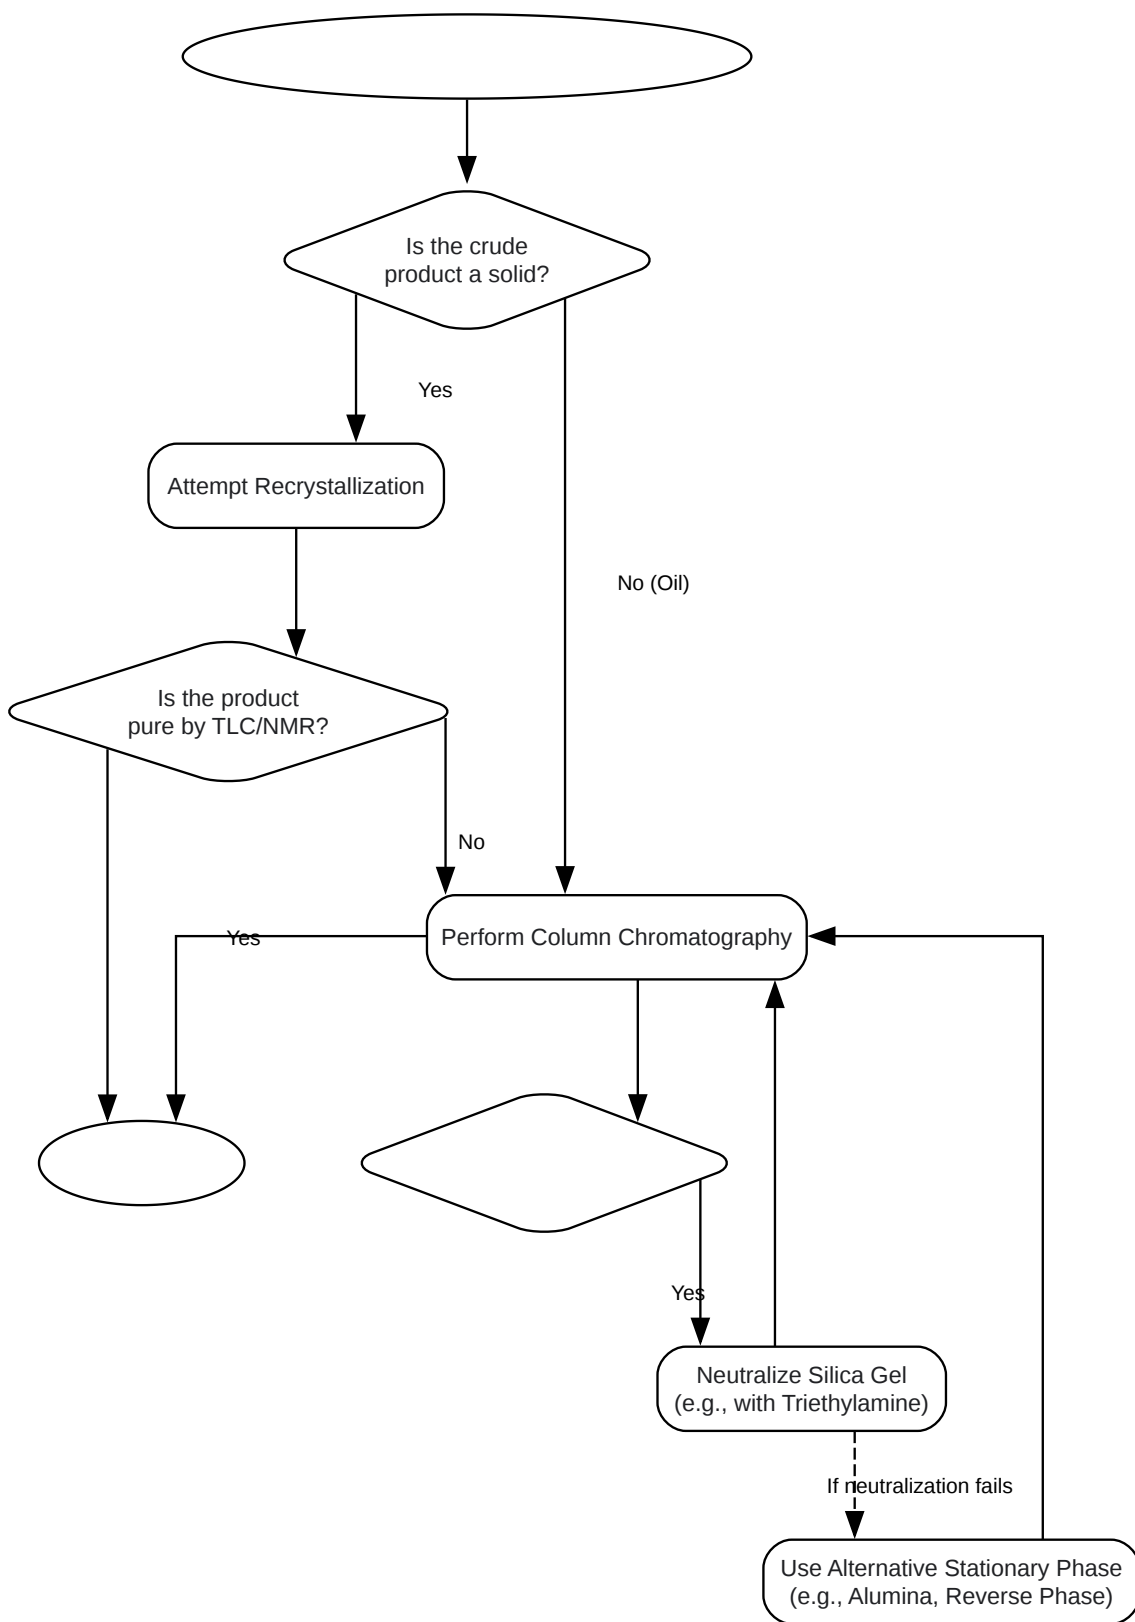 Is the crude
product a solid?
Yes
Attempt Recrystallization
No (Oil)
Is the product
pure by TLC/NMR?
No
Yes
Perform Column Chromatography
Yes
Neutralize Silica Gel
(e.g., with Triethylamine)
If neutralization fails
Use Alternative Stationary Phase
(e.g., Alumina, Reverse Phase)